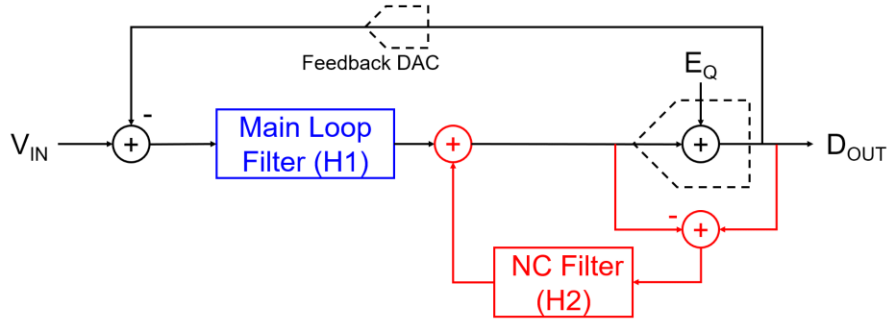 Feedback DAC
E_Q
-
V_IN
+
Main Loop
Filter (H1)
+
+
D_OUT
-
+
NC Filter
(H2)